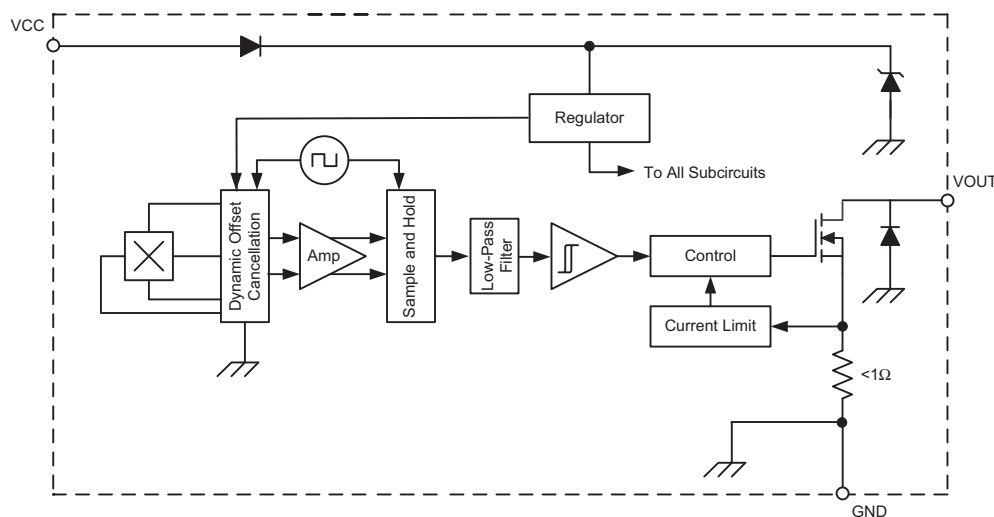 VCC
Regulator
To All Subcircuits
VOUT
Dynamic Offset
Cancellation
Amp
Sample and Hold
Low-Pass
Filter
Control
Current Limit
<1Ω
GND